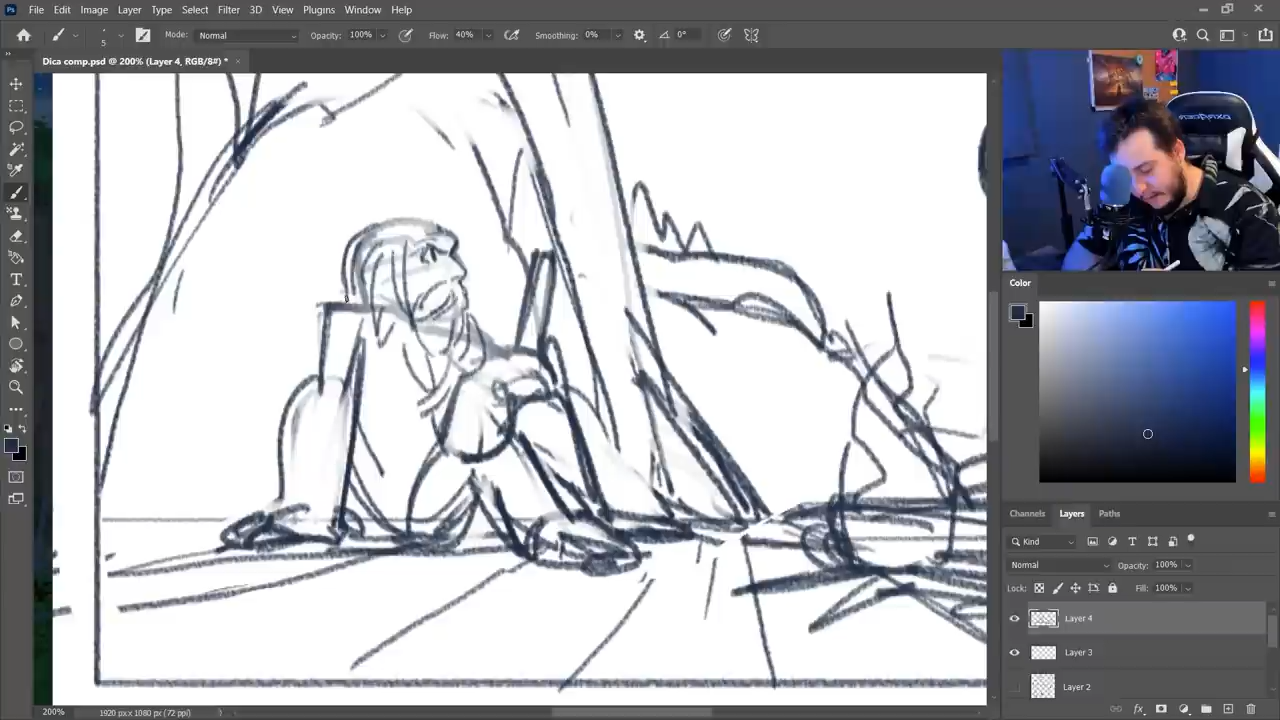 Ps File Edit Image Layer Type Select Filter 3D View Plugins Window Help
5 Mode: Normal Opacity: 100% Flow: 40% Smoothing: 0% 0°
Dica comp.psd @ 200% (Layer 4, RGB/8#) *
Color
Channels Layers Paths
Kind
Normal Opacity: 100%
Lock: Fill: 100%
Layer 4
Layer 3
Layer 2
fx
200% 1920 px x 1080 px (72 ppi)